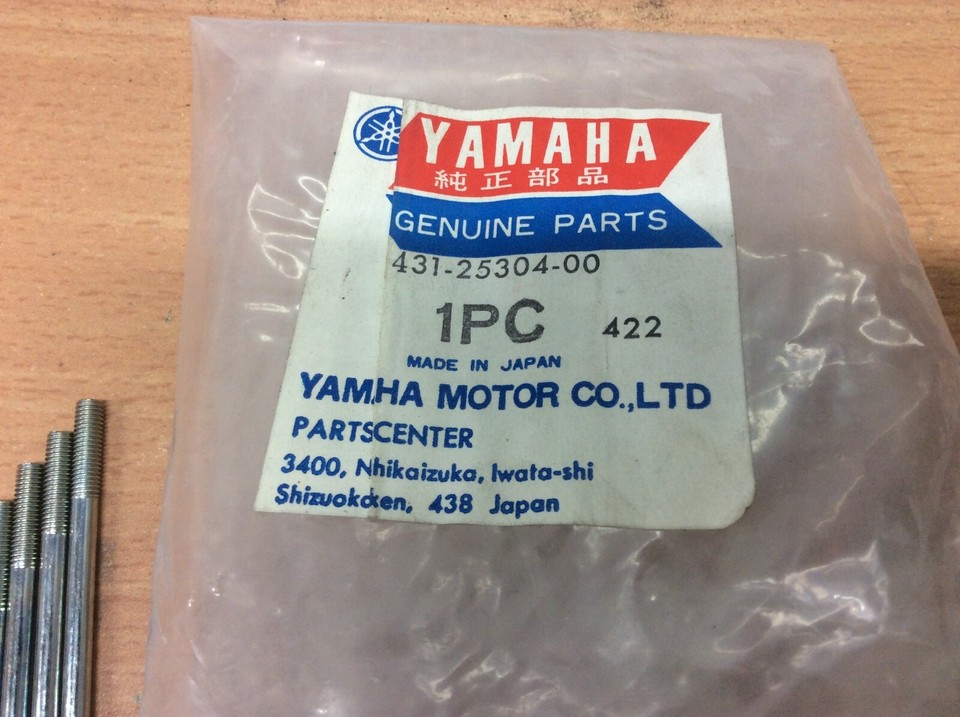 YAMAHA
純正部品
GENUINE PARTS
431-25304-00
1PC 422
MADE IN JAPAN
YAMHA MOTOR CO.,LTD
PARTSCENTER
3400, Nhikaizuka, Iwata-shi
Shizuokken, 438 Japan